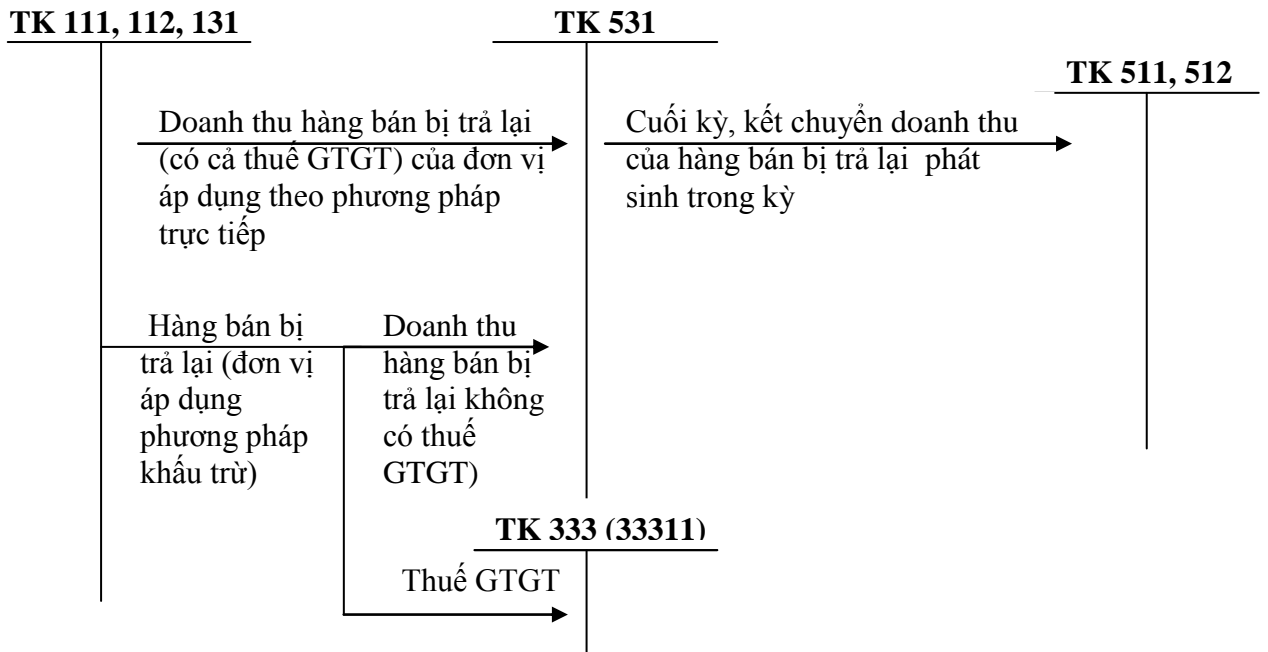 TK 111, 112, 131
TK 531
TK 511, 512
Doanh thu hàng bán bị trả lại
(có cả thuế GTGT) của đơn vị
áp dụng theo phương pháp
trực tiếp
Cuối kỳ, kết chuyển doanh thu
của hàng bán bị trả lại phát
sinh trong kỳ
Hàng bán bị
trả lại (đơn vị
áp dụng
phương pháp
khấu trừ)
Doanh thu
hàng bán bị
trả lại không
có thuế
GTGT)
TK 333 (33311)
Thuế GTGT